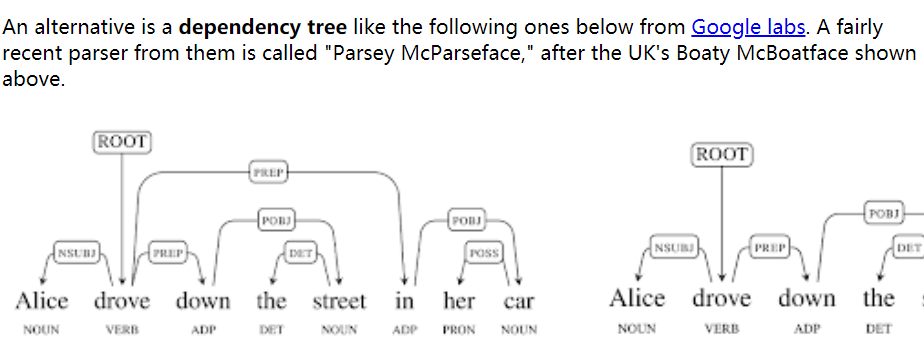 An alternative is a dependency tree like the following ones below from Google labs. A fairly
recent parser from them is called "Parsey McParseface," after the UK's Boaty McBoatface shown
above.
ROOT
PREP
POBJ
POBJ
NSUBJ
PREP
DET
POSS
Alice drove down the street in her car
NOUN VERB ADP DET NOUN ADP PRON NOUN
ROOT
POBJ
NSUBJ
PREP
DET
Alice drove down the
NOUN VERB ADP DET